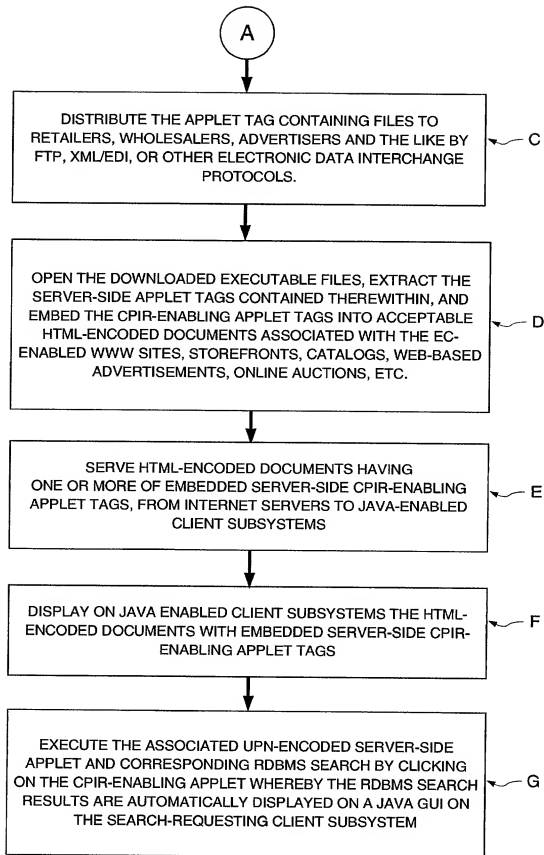 A
DISTRIBUTE THE APPLET TAG CONTAINING FILES TO
RETAILERS, WHOLESALERS, ADVERTISERS AND THE LIKE BY
FTP, XML/EDI, OR OTHER ELECTRONIC DATA INTERCHANGE
PROTOCOLS.
C
OPEN THE DOWNLOADED EXECUTABLE FILES, EXTRACT THE
SERVER-SIDE APPLET TAGS CONTAINED THEREWITHIN, AND
EMBED THE CPIR-ENABLING APPLET TAGS INTO ACCEPTABLE
HTML-ENCODED DOCUMENTS ASSOCIATED WITH THE EC-
ENABLED WWW SITES, STOREFRONTS, CATALOGS, WEB-BASED
ADVERTISEMENTS, ONLINE AUCTIONS, ETC.
D
SERVE HTML-ENCODED DOCUMENTS HAVING
ONE OR MORE OF EMBEDDED SERVER-SIDE CPIR-ENABLING
APPLET TAGS, FROM INTERNET SERVERS TO JAVA-ENABLED
CLIENT SUBSYSTEMS
E
DISPLAY ON JAVA ENABLED CLIENT SUBSYSTEMS THE HTML-
ENCODED DOCUMENTS WITH EMBEDDED SERVER-SIDE CPIR-
ENABLING APPLET TAGS
F
EXECUTE THE ASSOCIATED UPN-ENCODED SERVER-SIDE
APPLET AND CORRESPONDING RDBMS SEARCH BY CLICKING
ON THE CPIR-ENABLING APPLET WHEREBY THE RDBMS SEARCH
RESULTS ARE AUTOMATICALLY DISPLAYED ON A JAVA GUI ON
THE SEARCH-REQUESTING CLIENT SUBSYSTEM
G